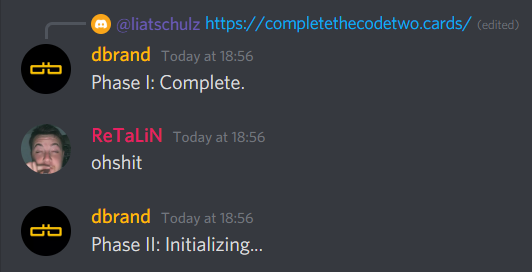 @liatschulz https://completethecodetwo.cards/ (edited)
dbrand Today at 18:56
Phase I: Complete.
ReTaLiN Today at 18:56
ohshit
dbrand Today at 18:56
Phase II: Initializing...